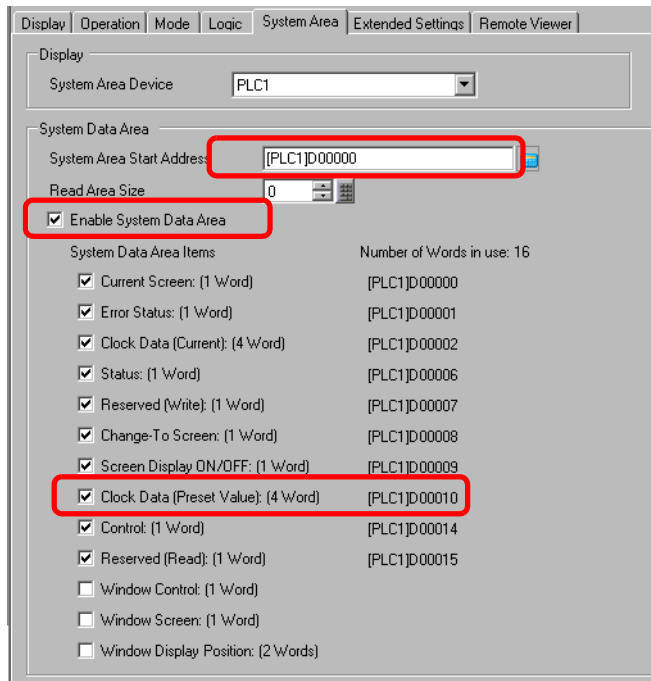 Display Operation Mode Logic System Area Extended Settings Remote Viewer
Display
System Area Device PLC1
System Data Area
System Area Start Address [PLC1]D00000
Read Area Size 0
Enable System Data Area
System Data Area Items Number of Words in use: 16
Current Screen: (1 Word) [PLC1]D00000
Error Status: (1 Word) [PLC1]D00001
Clock Data (Current): (4 Word) [PLC1]D00002
Status: (1 Word) [PLC1]D00006
Reserved (Write): (1 Word) [PLC1]D00007
Change-To Screen: (1 Word) [PLC1]D00008
Screen Display ON/OFF: (1 Word) [PLC1]D00009
Clock Data (Preset Value): (4 Word) [PLC1]D00010
Control: (1 Word) [PLC1]D00014
Reserved (Read): (1 Word) [PLC1]D00015
Window Control: (1 Word)
Window Screen: (1 Word)
Window Display Position: (2 Words)